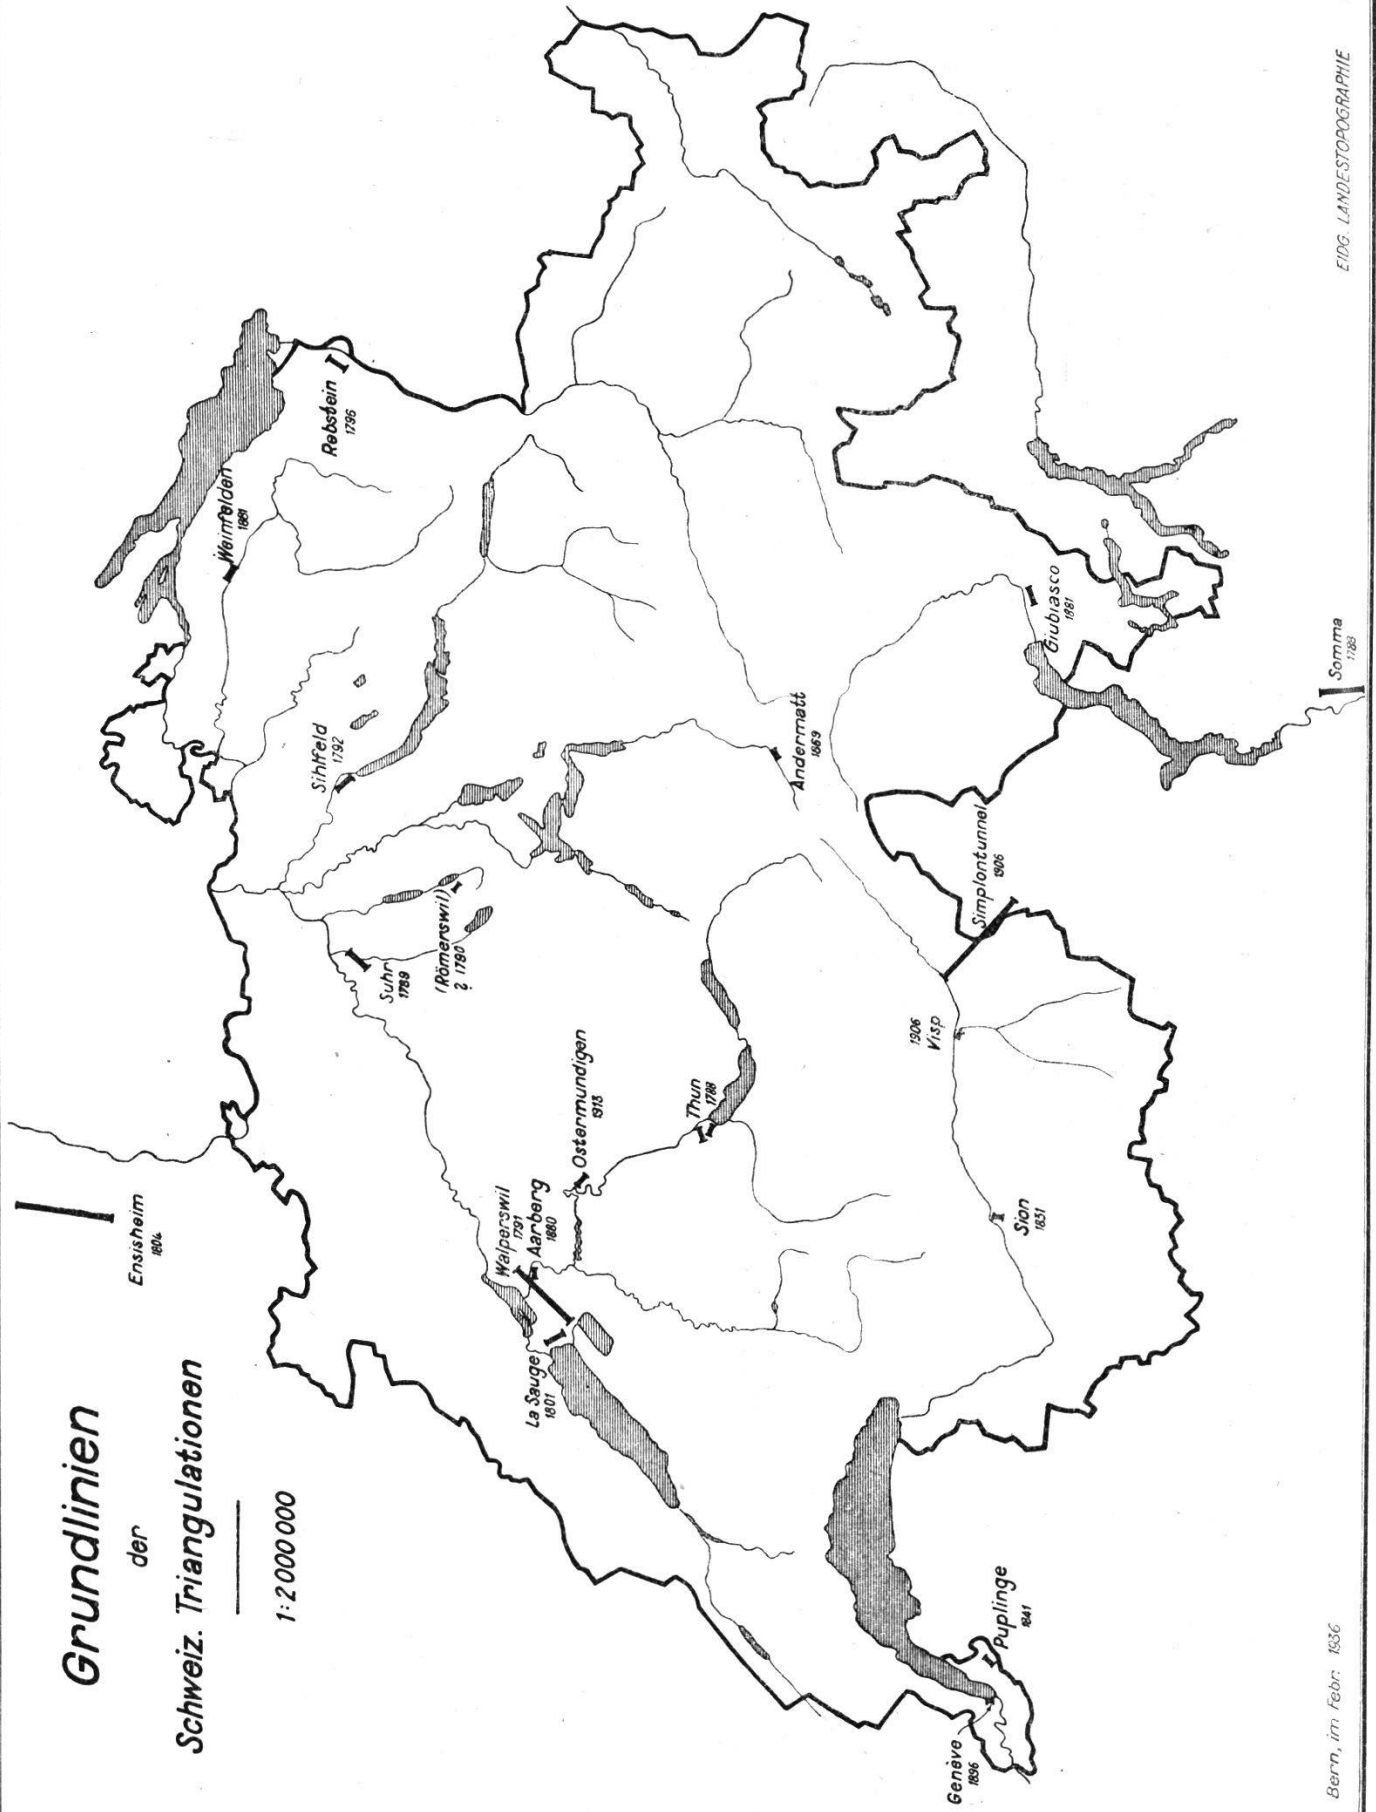 Grundlinien
der
Schweiz. Triangulationen
1:2000000
Ensisheim
1804
Weinfelden
1881
Rebstein
1796
Sihlfeld
1792
Suhr
1789
(Römerswil)
? 1790
Walperswil
1791
Aarberg
1880
Ostermundigen
1913
La Sauge
1801
Thun
1788
Andermatt
1869
Giubiasco
1881
Somma
1788
Simplontunnel
1906
1906
Visp
Sion
1831
Puplinge
1841
Genève
1896
Bern, im Febr. 1936
EIDG. LANDESTOPOGRAPHIE